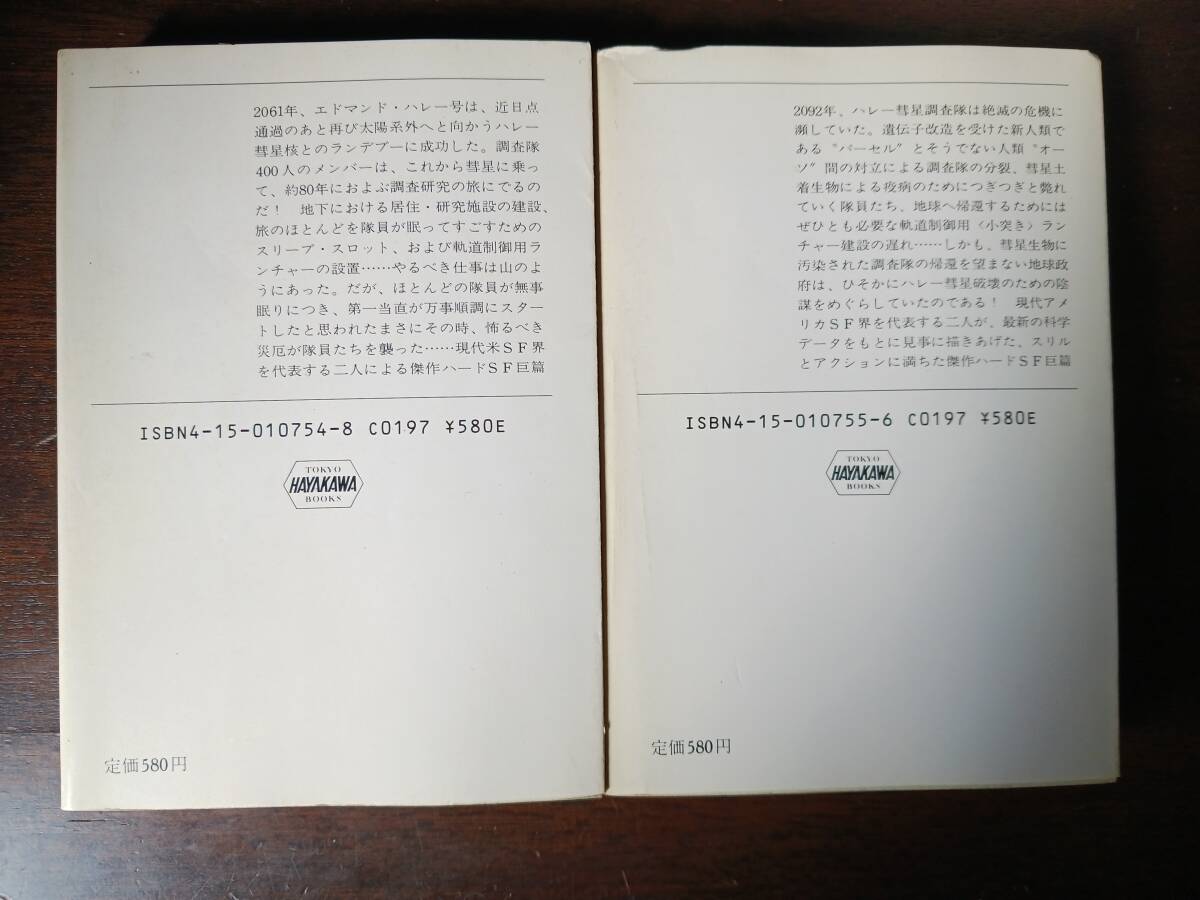 2061年、エドマンド・ハレー号は、近日点
通過のあと再び太陽系外へと向かうハレー
彗星核とのランデブーに成功した。調査隊
400人のメンバーは、これから彗星に乗っ
て、約80年におよぶ調査研究の旅にでるの
だ！　地下における居住・研究施設の建設、
旅のほとんどを隊員が眠ってすごすための
スリープ・スロット、および軌道制御用ラ
ンチャーの設置……やるべき仕事は山のよ
うにあった。だが、ほとんどの隊員が無事
眠りにつき、第一当直が万事順調にスター
トしたと思われたまさにその時、怖るべき
災厄が隊員たちを襲った……現代米ＳＦ界
を代表する二人による傑作ハードＳＦ巨篇
ISBN4-15-010754-8 C0197 ¥580E
TOKYO
HAYAKAWA
BOOKS
定価580円
2092年、ハレー彗星調査隊は絶滅の危機に
瀕していた。遺伝子改造を受けた新人類で
ある〝パーセル〟とそうでない人類〝オー
ソ〟間の対立による調査隊の分裂、彗星土
着生物による疫病のためにつぎつぎと斃れ
ていく隊員たち、地球へ帰還するためには
ぜひとも必要な軌道制御用〈小突き〉ラン
チャー建設の遅れ……しかも、彗星生物に
汚染された調査隊の帰還を望まない地球政
府は、ひそかにハレー彗星破壊のための陰
謀をめぐらしていたのである！　現代アメ
リカＳＦ界を代表する二人が、最新の科学
データをもとに見事に描きあげた、スリル
とアクションに満ちた傑作ハードＳＦ巨篇
ISBN4-15-010755-6 C0197 ¥580E
TOKYO
HAYAKAWA
BOOKS
定価580円